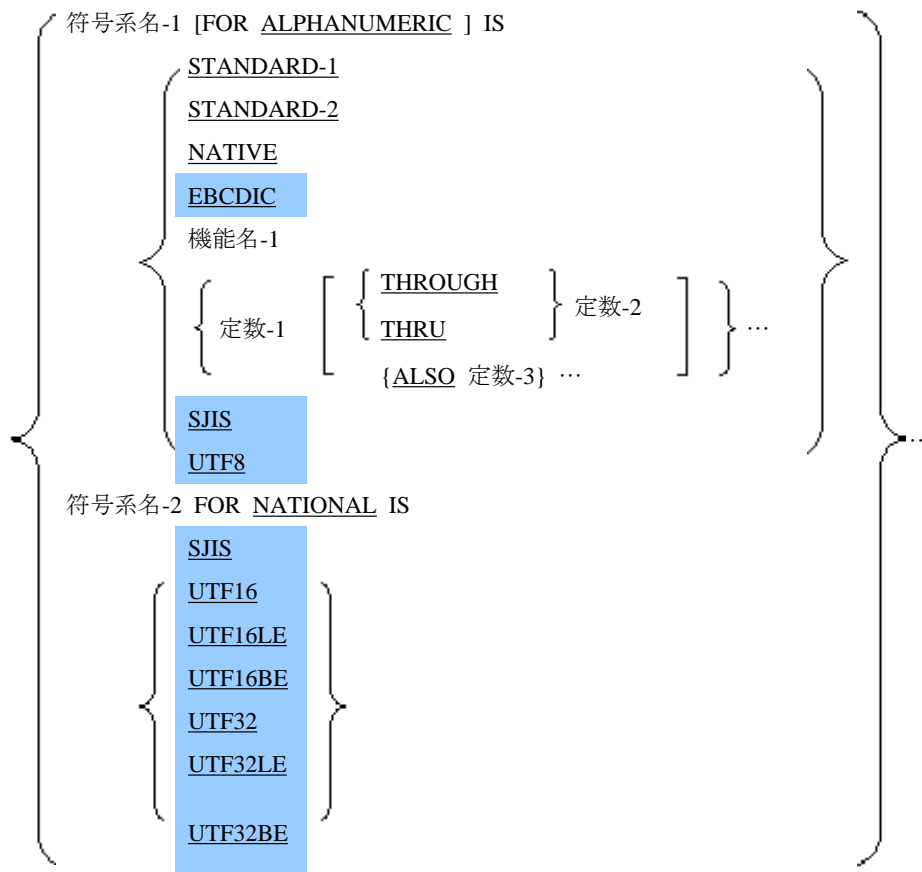 符号系名-1 [FOR ALPHANUMERIC ] IS
STANDARD-1
STANDARD-2
NATIVE
EBCDIC
機能名-1
定数-1 [ { THROUGH
THRU } 定数-2 ] …
{ALSO 定数-3} …
SJIS
UTF8
…
符号系名-2 FOR NATIONAL IS
SJIS
UTF16
UTF16LE
UTF16BE
UTF32
UTF32LE
UTF32BE